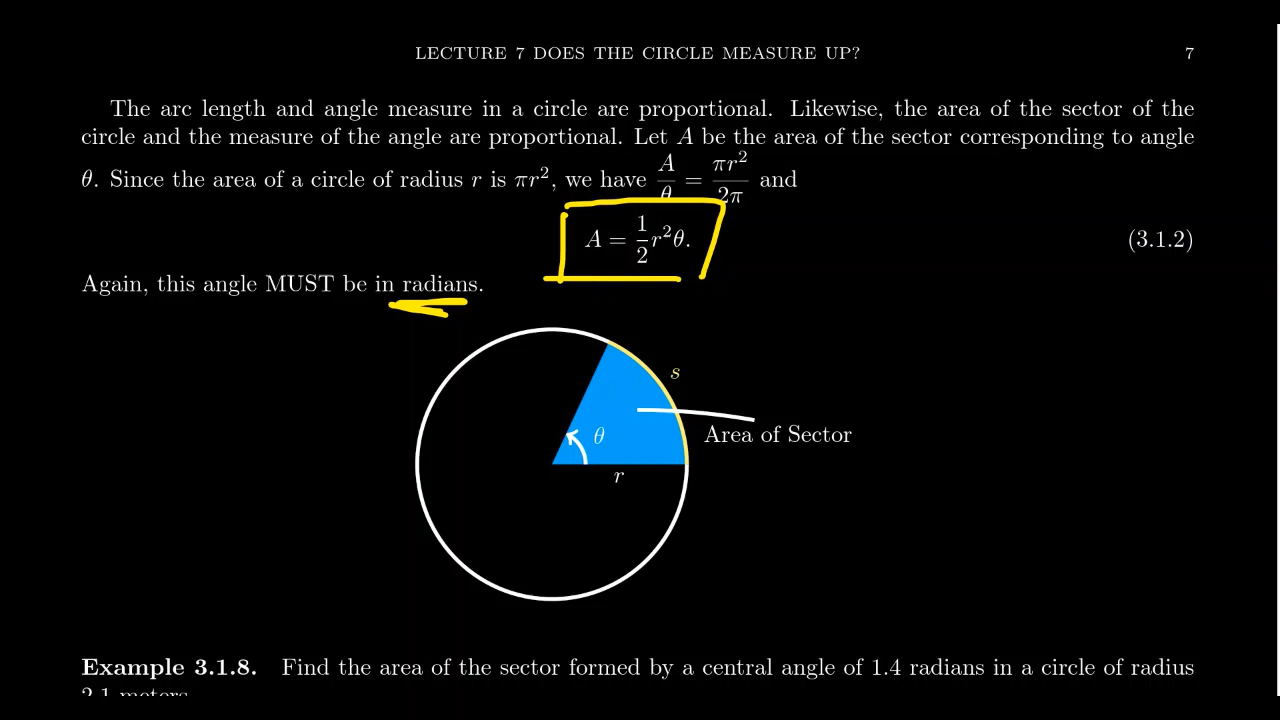 LECTURE 7 DOES THE CIRCLE MEASURE UP? 7
The arc length and angle measure in a circle are proportional. Likewise, the area of the sector of the
circle and the measure of the angle are proportional. Let A be the area of the sector corresponding to angle
θ. Since the area of a circle of radius r is πr², we have A/θ = πr²/2π and
A = 1/2 r²θ. (3.1.2)
Again, this angle MUST be in radians.
s
θ
Area of Sector
r
Example 3.1.8. Find the area of the sector formed by a central angle of 1.4 radians in a circle of radius
2.1 meters